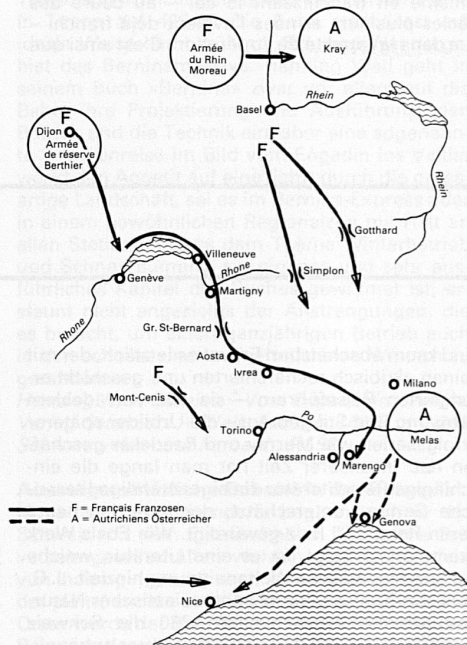 F
Armée
du Rhin
Moreau
A
Kray
Rhein
Basel
F
Dijon
Armée
de réserve
Berthier
F
F
Rhein
Gotthard
Villeneuve
Rhone
Simplon
Genève
Martigny
Rhone
Gr. St-Bernard
Aosta
Ivrea
F
Mont-Cenis
Milano
Po
A
Melas
Alessandria
Marengo
F = Français Franzosen
A = Autrichiens Österreicher
Genova
Nice